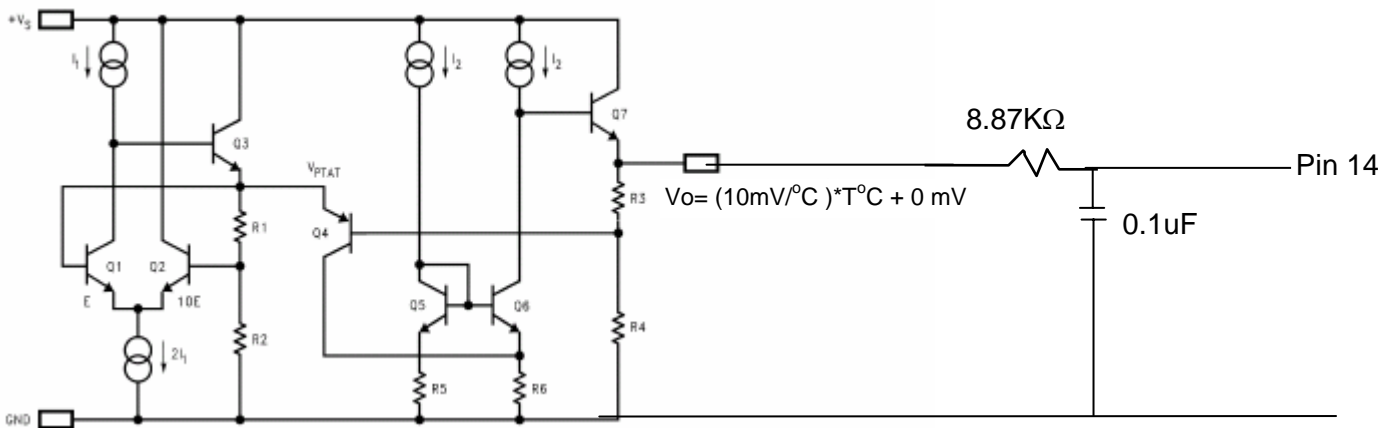 +VS
I1
I2
I2
Q3
Q7
8.87KΩ
Pin 14
VPTAT
R1
Q4
R3
Vo= (10mV/°C )*T°C + 0 mV
0.1uF
Q1
Q2
E
10E
Q5
Q6
R2
R4
2I1
R5
R6
GND